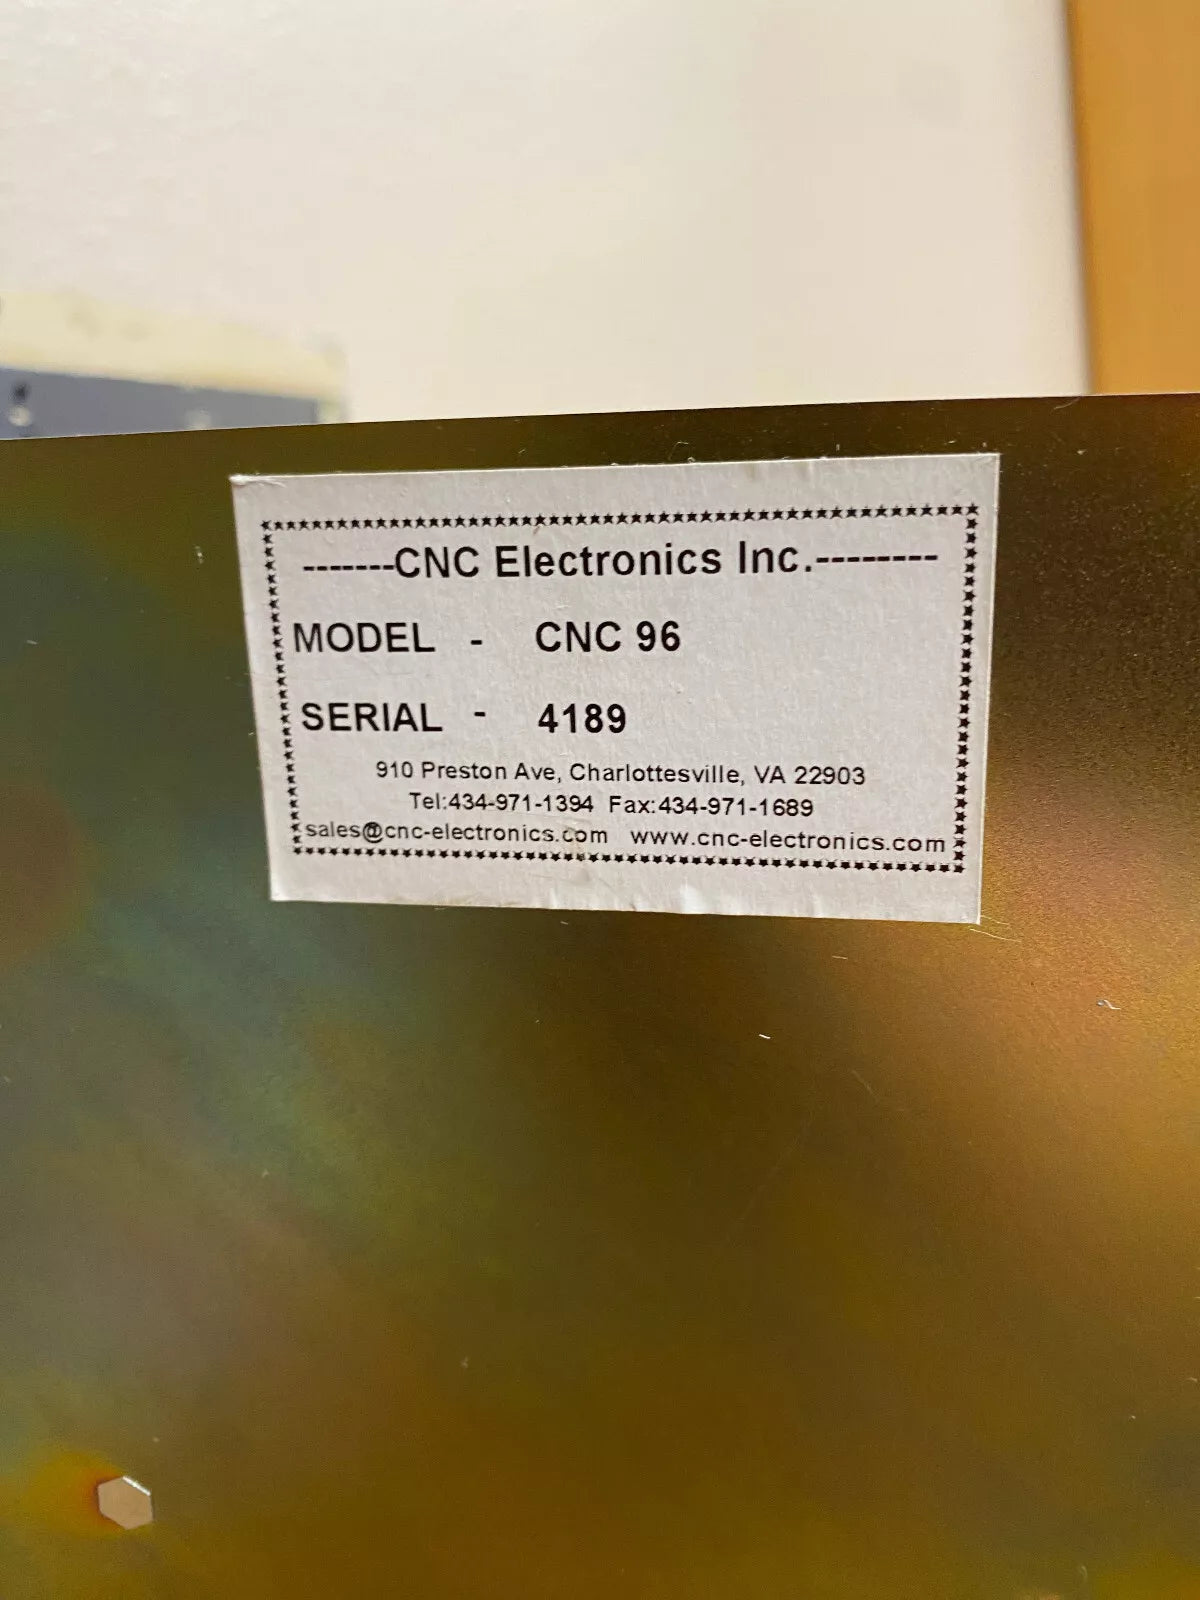 -------CNC Electronics Inc.--------
MODEL - CNC 96
SERIAL - 4189
910 Preston Ave, Charlottesville, VA 22903
Tel:434-971-1394 Fax:434-971-1689
sales@cnc-electronics.com www.cnc-electronics.com